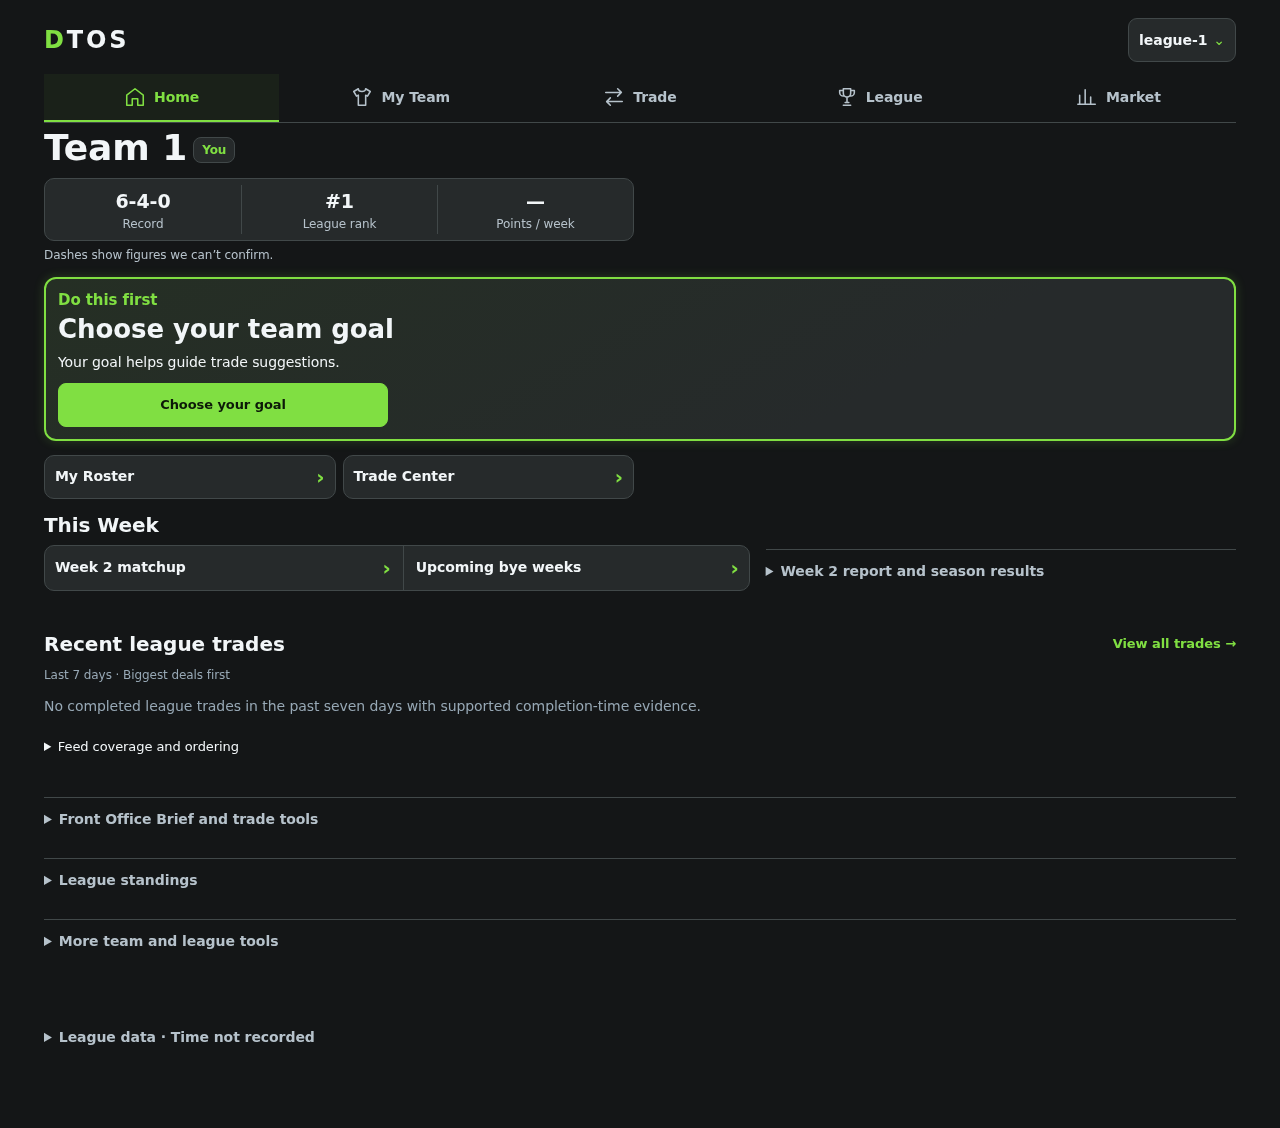 DTOS
league-1
Home
My Team
Trade
League
Market
Team 1 You
6-4-0
Record
#1
League rank
—
Points / week
Dashes show figures we can’t confirm.
Do this first
Choose your team goal
Your goal helps guide trade suggestions.
Choose your goal
My Roster
Trade Center
This Week
Week 2 matchup
Upcoming bye weeks
Week 2 report and season results
Recent league trades
View all trades →
Last 7 days · Biggest deals first
No completed league trades in the past seven days with supported completion-time evidence.
Feed coverage and ordering
Front Office Brief and trade tools
League standings
More team and league tools
League data · Time not recorded